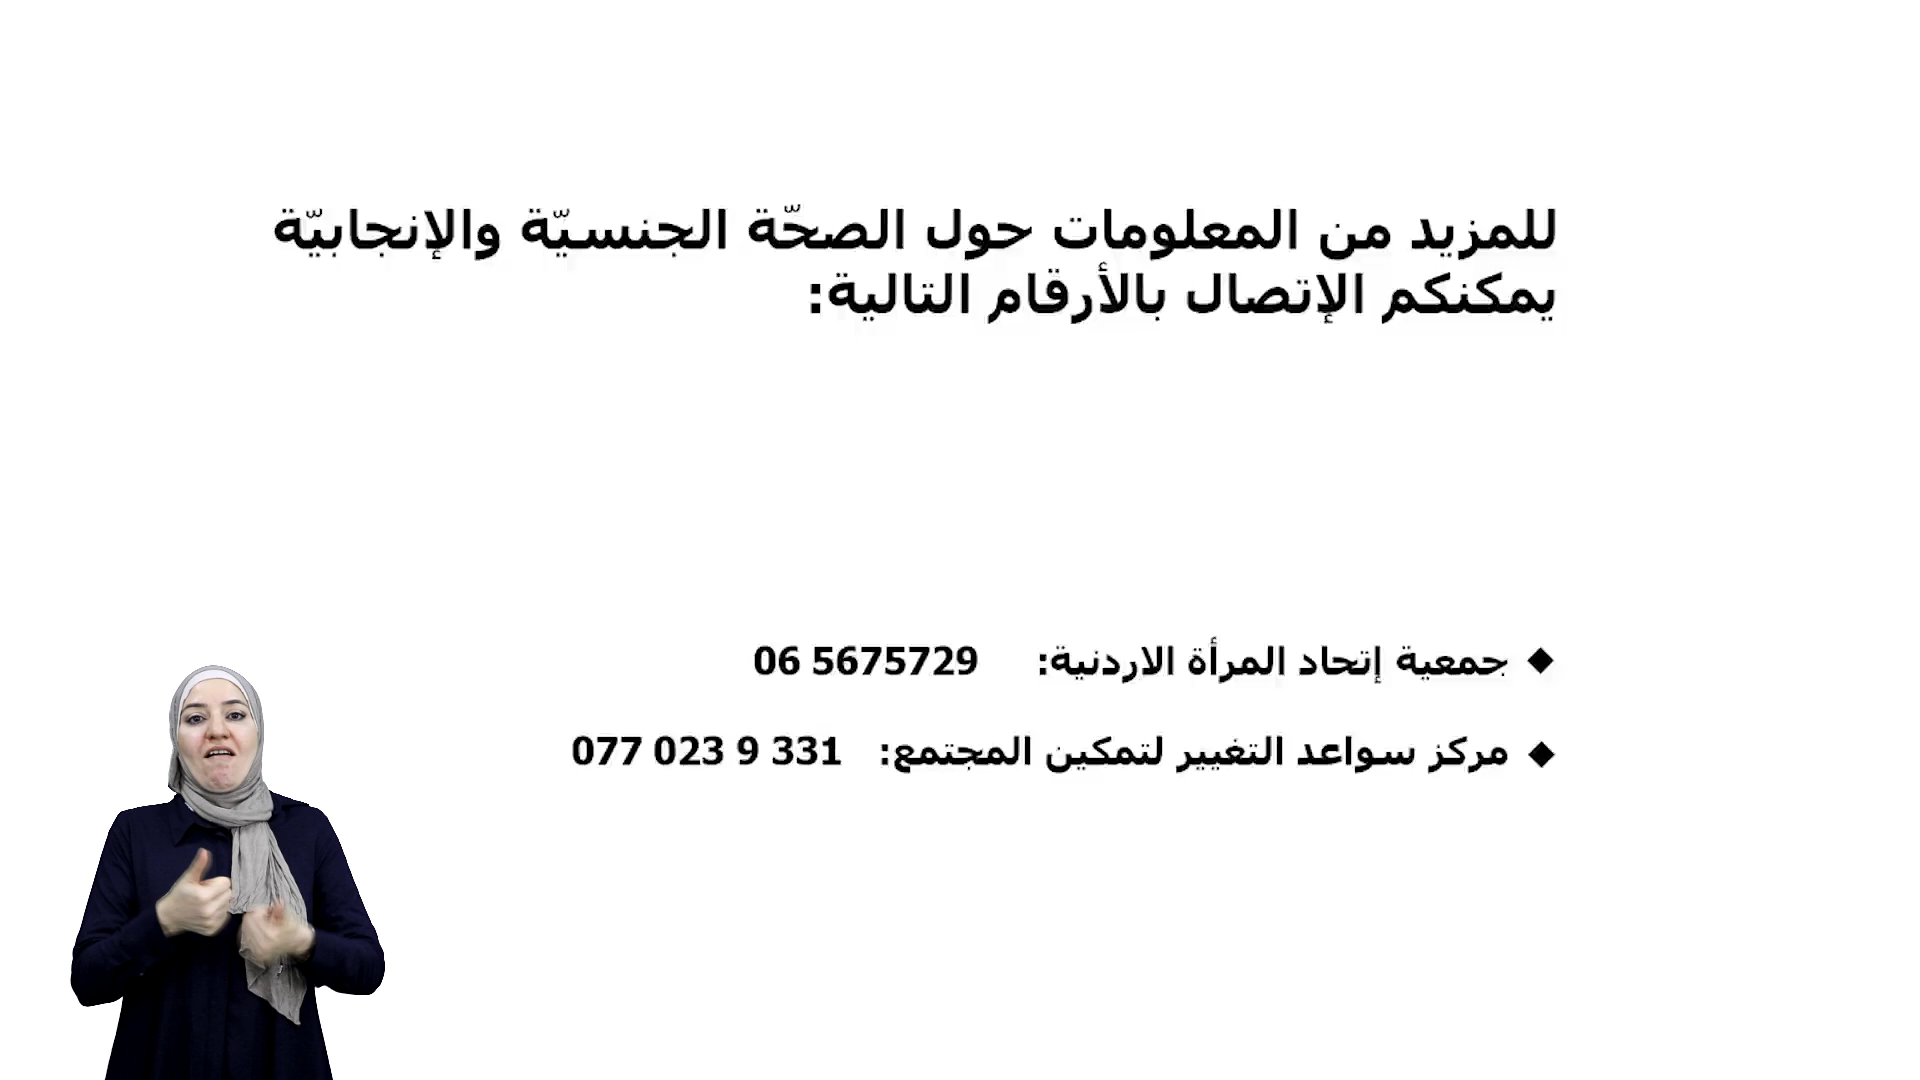 للمزيد من المعلومات حول الصحّة الجنسيّة والإنجابيّة
يمكنكم الإتصال بالأرقام التالية:
◆ جمعية إتحاد المرأة الاردنية: 06 5675729
◆ مركز سواعد التغيير لتمكين المجتمع: 077 023 9 331